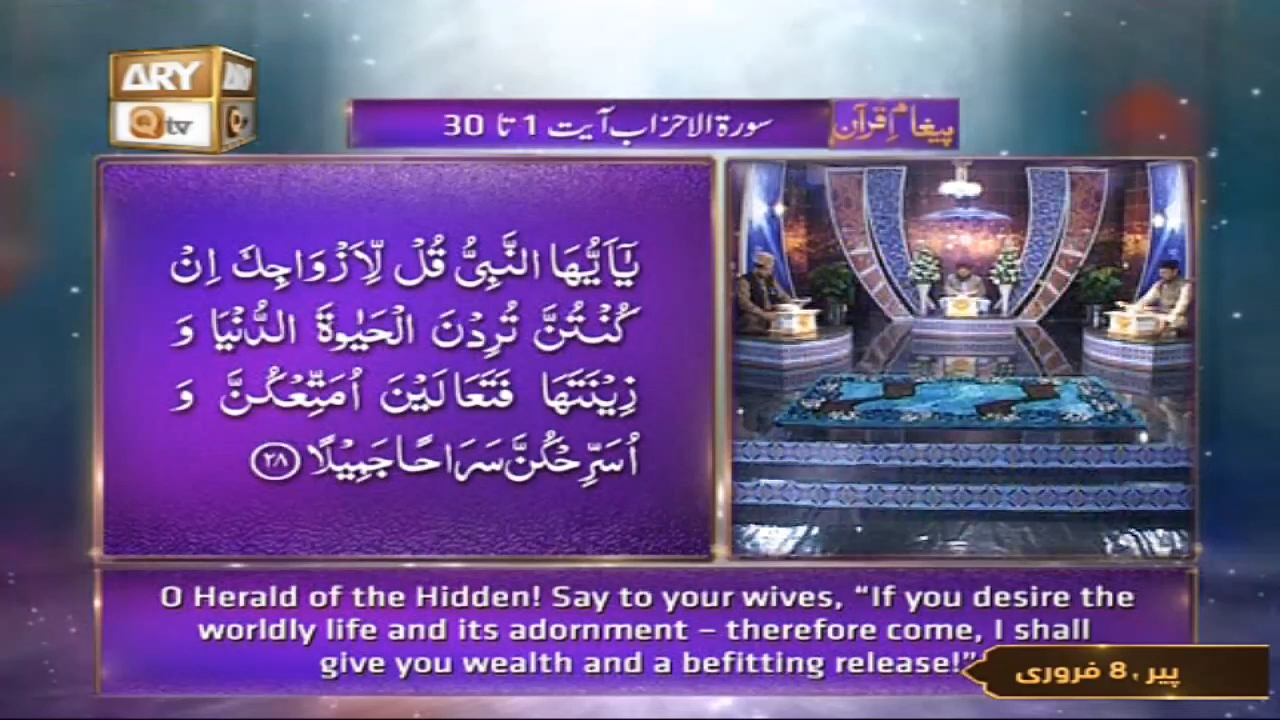 ARY
Qtv
سورۃ الاحزاب آیت 1 تا 30
پیغام قرآن
يٰۤاَيُّهَا النَّبِيُّ قُلْ لِّاَزْوَاجِكَ اِنْ
كُنْتُنَّ تُرِدْنَ الْحَيٰوةَ الدُّنْيَا وَ
زِيْنَتَهَا فَتَعَالَيْنَ اُمَتِّعْكُنَّ وَ
اُسَرِّحْكُنَّ سَرَاحًا جَمِيْلًا ۲۸
O Herald of the Hidden! Say to your wives, “If you desire the
worldly life and its adornment – therefore come, I shall
give you wealth and a befitting release!”
پیر، 8 فروری